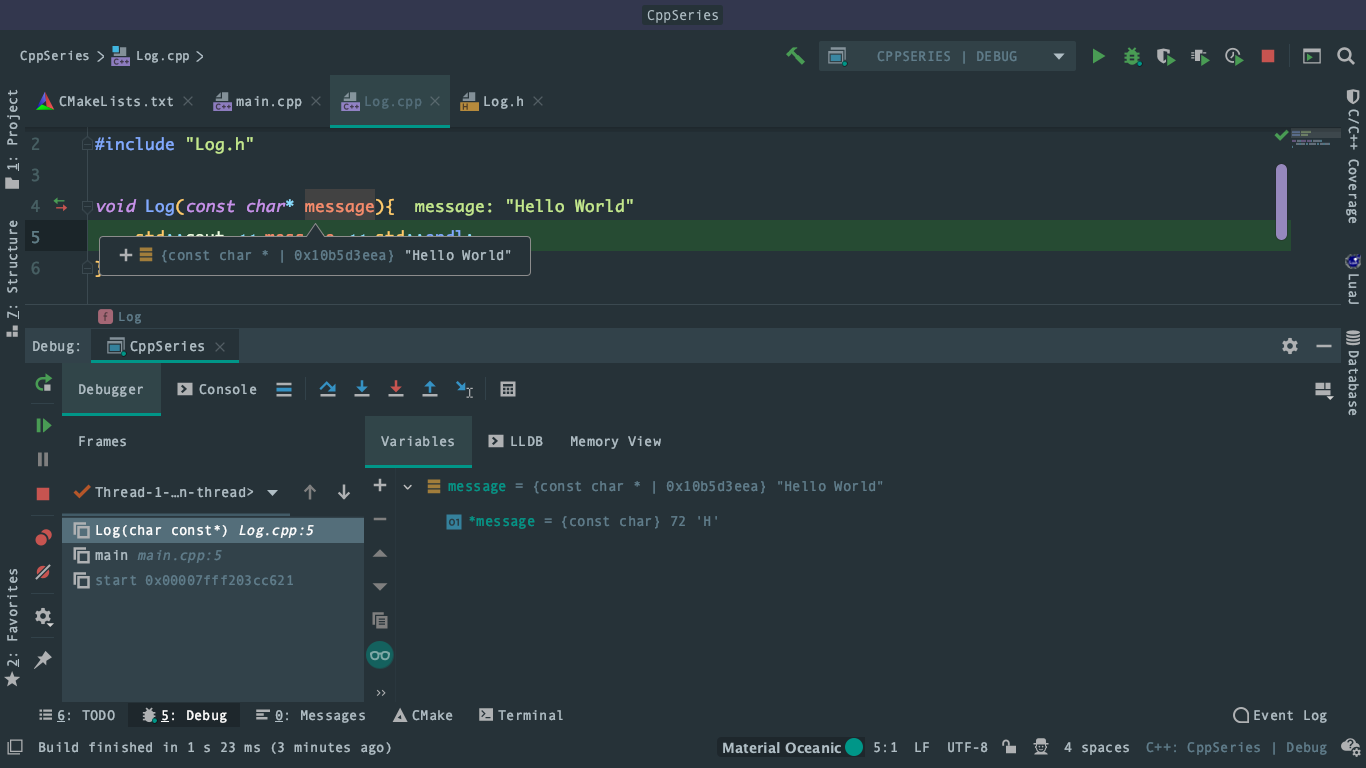 CppSeries
CppSeries > Log.cpp >
CPPSERIES | DEBUG
CMakeLists.txt
main.cpp
Log.cpp
Log.h
1: Project
Z: Structure
2: Favorites
C/C++ Coverage
LuaJ
Database
2 #include "Log.h"
3
4 void Log(const char* message){ message: "Hello World"
5 std::cout << message << std::endl;
6 }
+ {const char * | 0x10b5d3eea} "Hello World"
f Log
Debug: CppSeries
Debugger Console
Frames
Variables LLDB Memory View
Thread-1-…n-thread>
Log(char const*) Log.cpp:5
main main.cpp:5
start 0x00007fff203cc621
message = {const char * | 0x10b5d3eea} "Hello World"
01 *message = {const char} 72 'H'
6: TODO 5: Debug 0: Messages CMake Terminal Event Log
Build finished in 1 s 23 ms (3 minutes ago) Material Oceanic 5:1 LF UTF-8 4 spaces C++: CppSeries | Debug